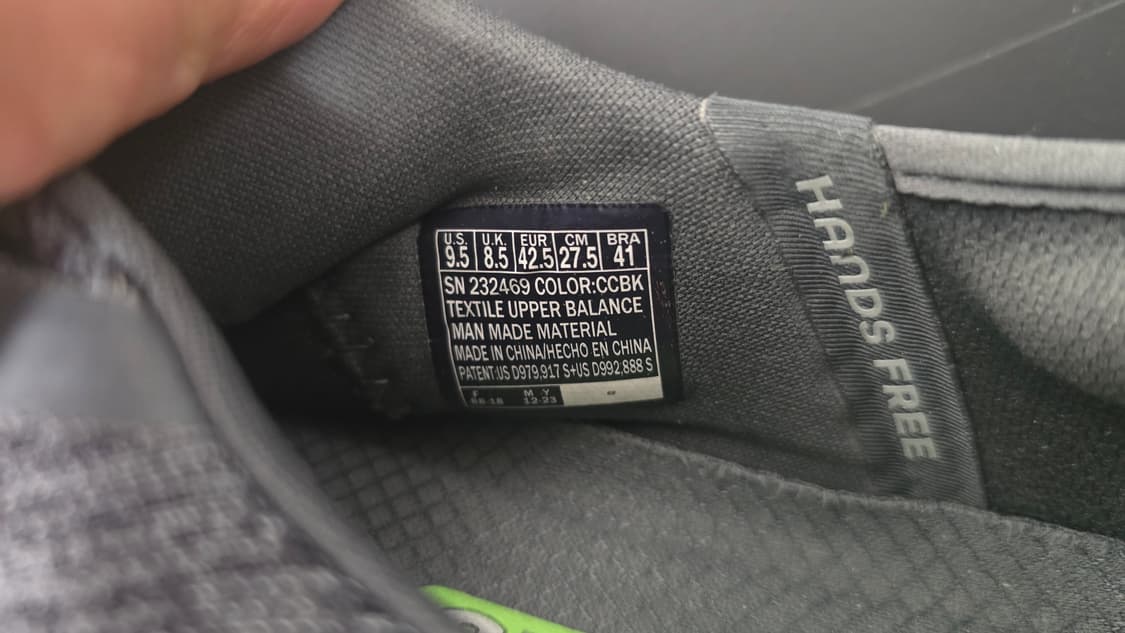 U.S. U.K. EUR CM BRA
9.5 8.5 42.5 27.5 41
SN 232469 COLOR:CCBK
TEXTILE UPPER BALANCE
MAN MADE MATERIAL
MADE IN CHINA/HECHO EN CHINA
PATENT:US D979,917 S+US D992,888 S
F M Y
12-23
HANDS FREE